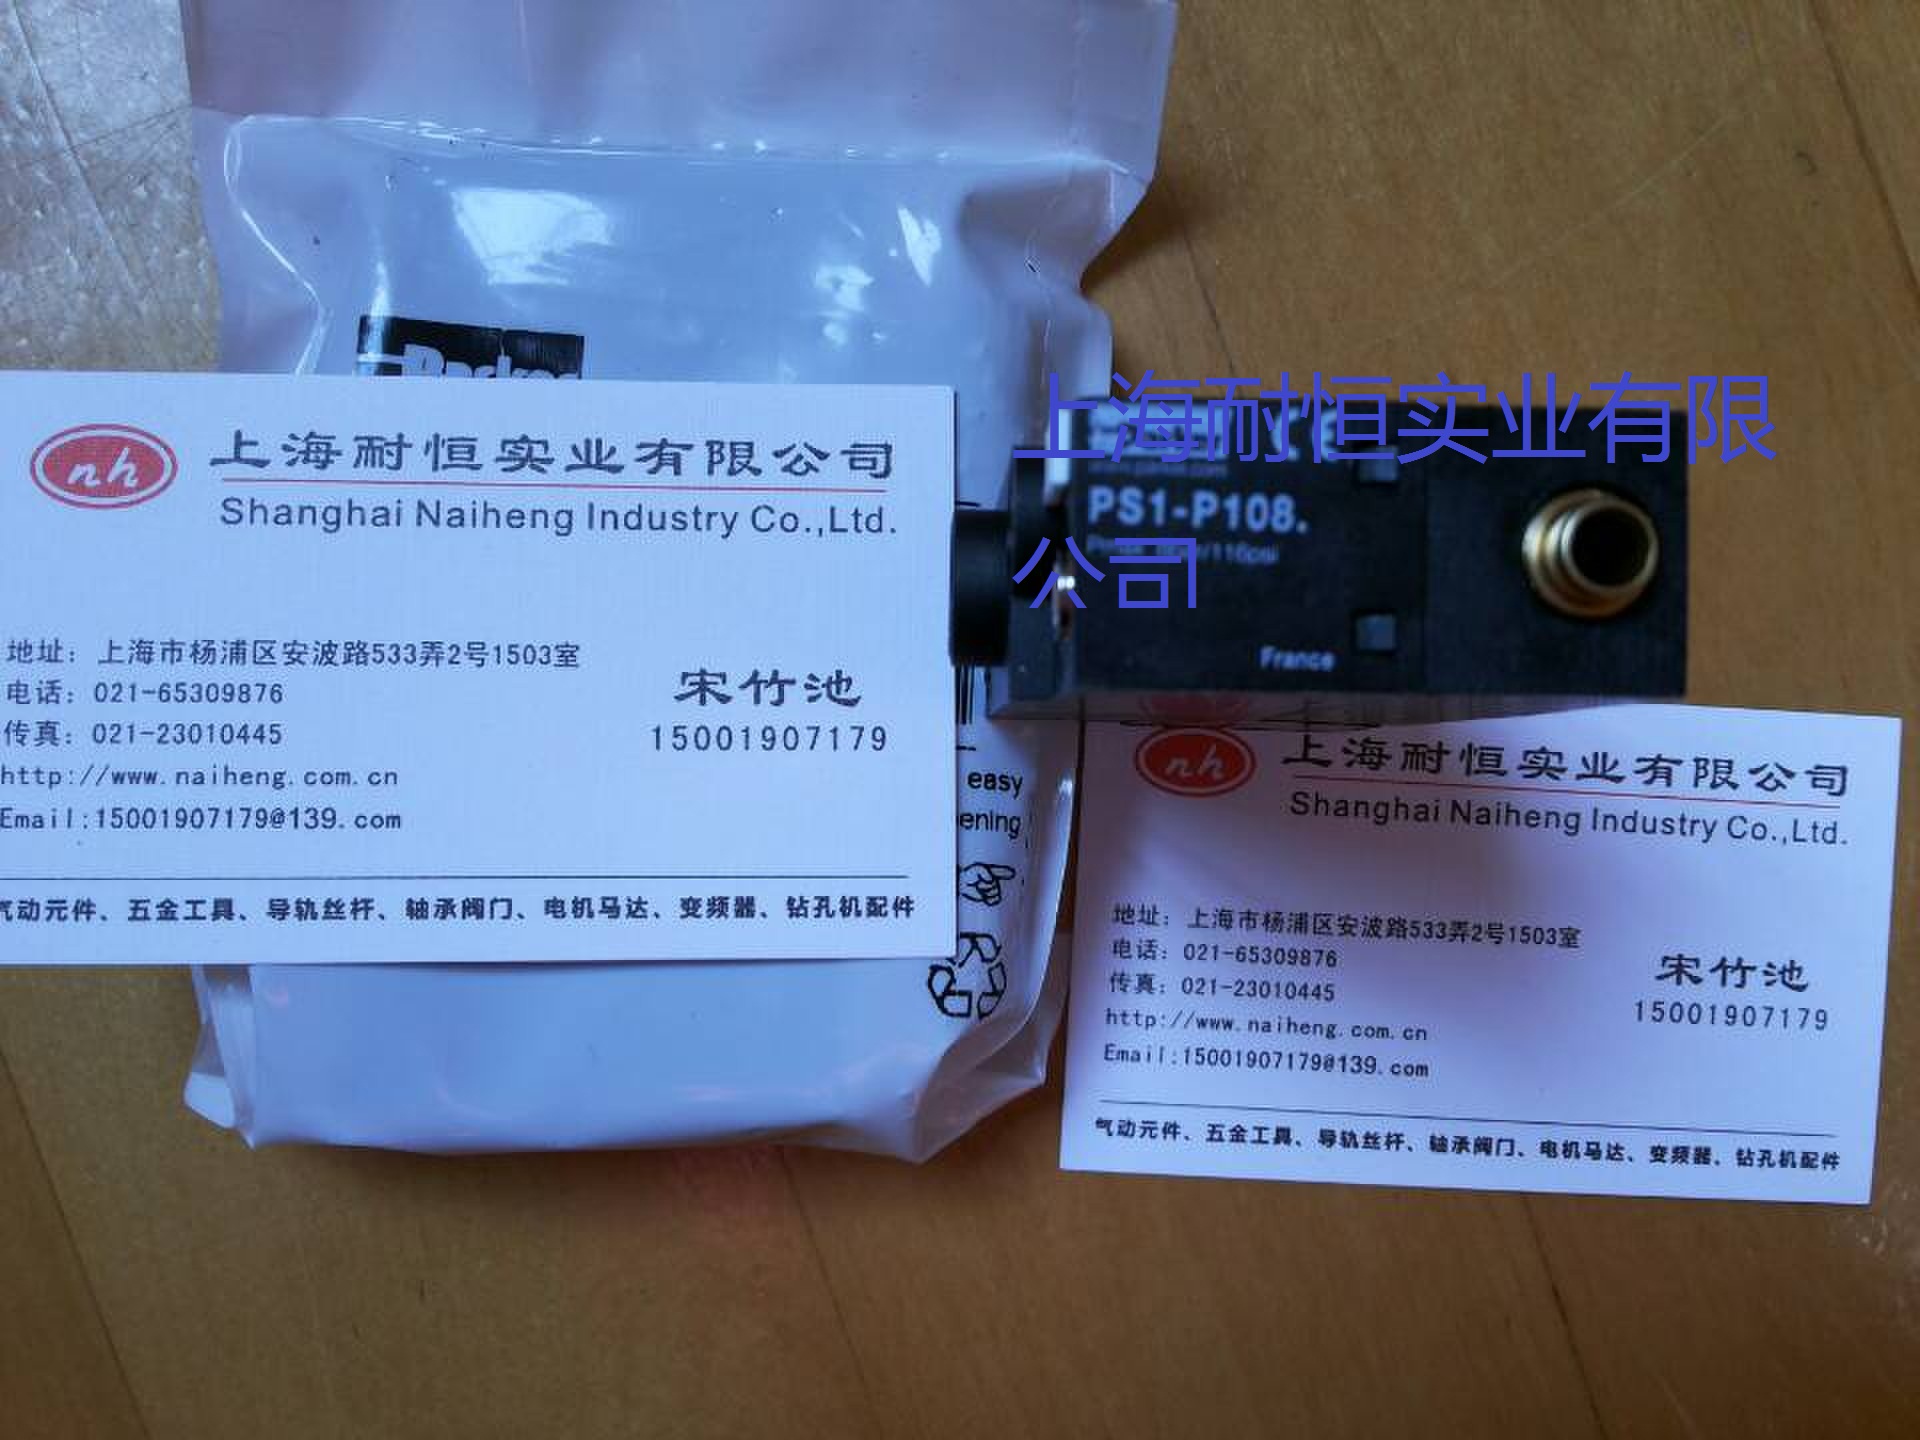 Parker
nh
上海耐恒实业有限公司
Shanghai Naiheng Industry Co.,Ltd.
地址：上海市杨浦区安波路533弄2号1503室
电话：021-65309876
传真：021-23010445
http://www.naiheng.com.cn
Email:15001907179@139.com
宋竹池
15001907179
气动元件、五金工具、导轨丝杆、轴承阀门、电机马达、变频器、钻孔机配件
easy
上海耐恒实业有限
公司
PS1-P108.
/116psi
France
nh
上海耐恒实业有限公司
Shanghai Naiheng Industry Co.,Ltd.
地址：上海市杨浦区安波路533弄2号1503室
电话：021-65309876
传真：021-23010445
http://www.naiheng.com.cn
Email:15001907179@139.com
宋竹池
15001907179
气动元件、五金工具、导轨丝杆、轴承阀门、电机马达、变频器、钻孔机配件